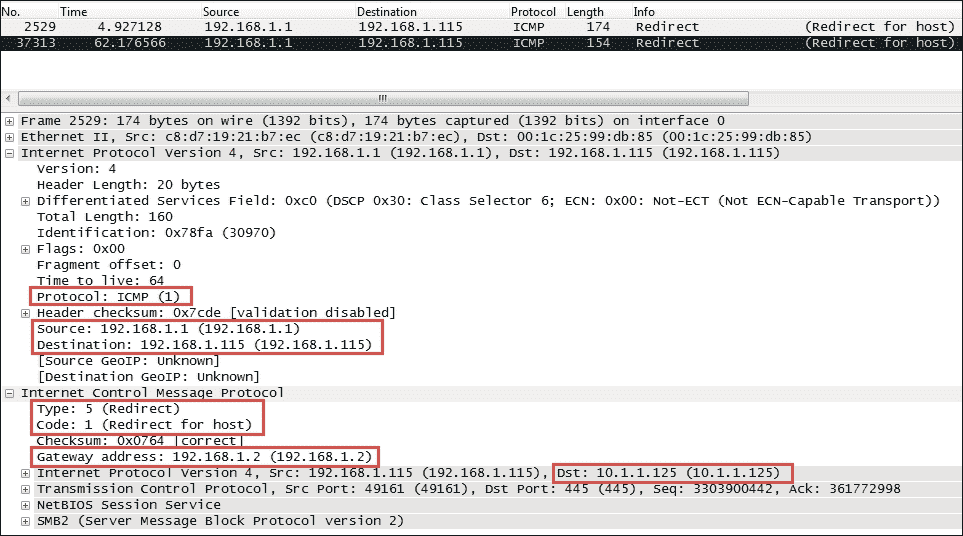 No. Time Source Destination Protocol Length Info
2529 4.927128 192.168.1.1 192.168.1.115 ICMP 174 Redirect (Redirect for host)
37313 62.176566 192.168.1.1 192.168.1.115 ICMP 154 Redirect (Redirect for host)
Frame 2529: 174 bytes on wire (1392 bits), 174 bytes captured (1392 bits) on interface 0
Ethernet II, Src: c8:d7:19:21:b7:ec (c8:d7:19:21:b7:ec), Dst: 00:1c:25:99:db:85 (00:1c:25:99:db:85)
Internet Protocol Version 4, Src: 192.168.1.1 (192.168.1.1), Dst: 192.168.1.115 (192.168.1.115)
Version: 4
Header Length: 20 bytes
Differentiated Services Field: 0xc0 (DSCP 0x30: Class Selector 6; ECN: 0x00: Not-ECT (Not ECN-Capable Transport))
Total Length: 160
Identification: 0x78fa (30970)
Flags: 0x00
Fragment offset: 0
Time to live: 64
Protocol: ICMP (1)
Header checksum: 0x7cde [validation disabled]
Source: 192.168.1.1 (192.168.1.1)
Destination: 192.168.1.115 (192.168.1.115)
[Source GeoIP: Unknown]
[Destination GeoIP: Unknown]
Internet Control Message Protocol
Type: 5 (Redirect)
Code: 1 (Redirect for host)
Checksum: 0x0764 [correct]
Gateway address: 192.168.1.2 (192.168.1.2)
Internet Protocol Version 4, Src: 192.168.1.115 (192.168.1.115), Dst: 10.1.1.125 (10.1.1.125)
Transmission Control Protocol, Src Port: 49161 (49161), Dst Port: 445 (445), Seq: 3303900442, Ack: 361772998
NetBIOS Session Service
SMB2 (Server Message Block Protocol version 2)